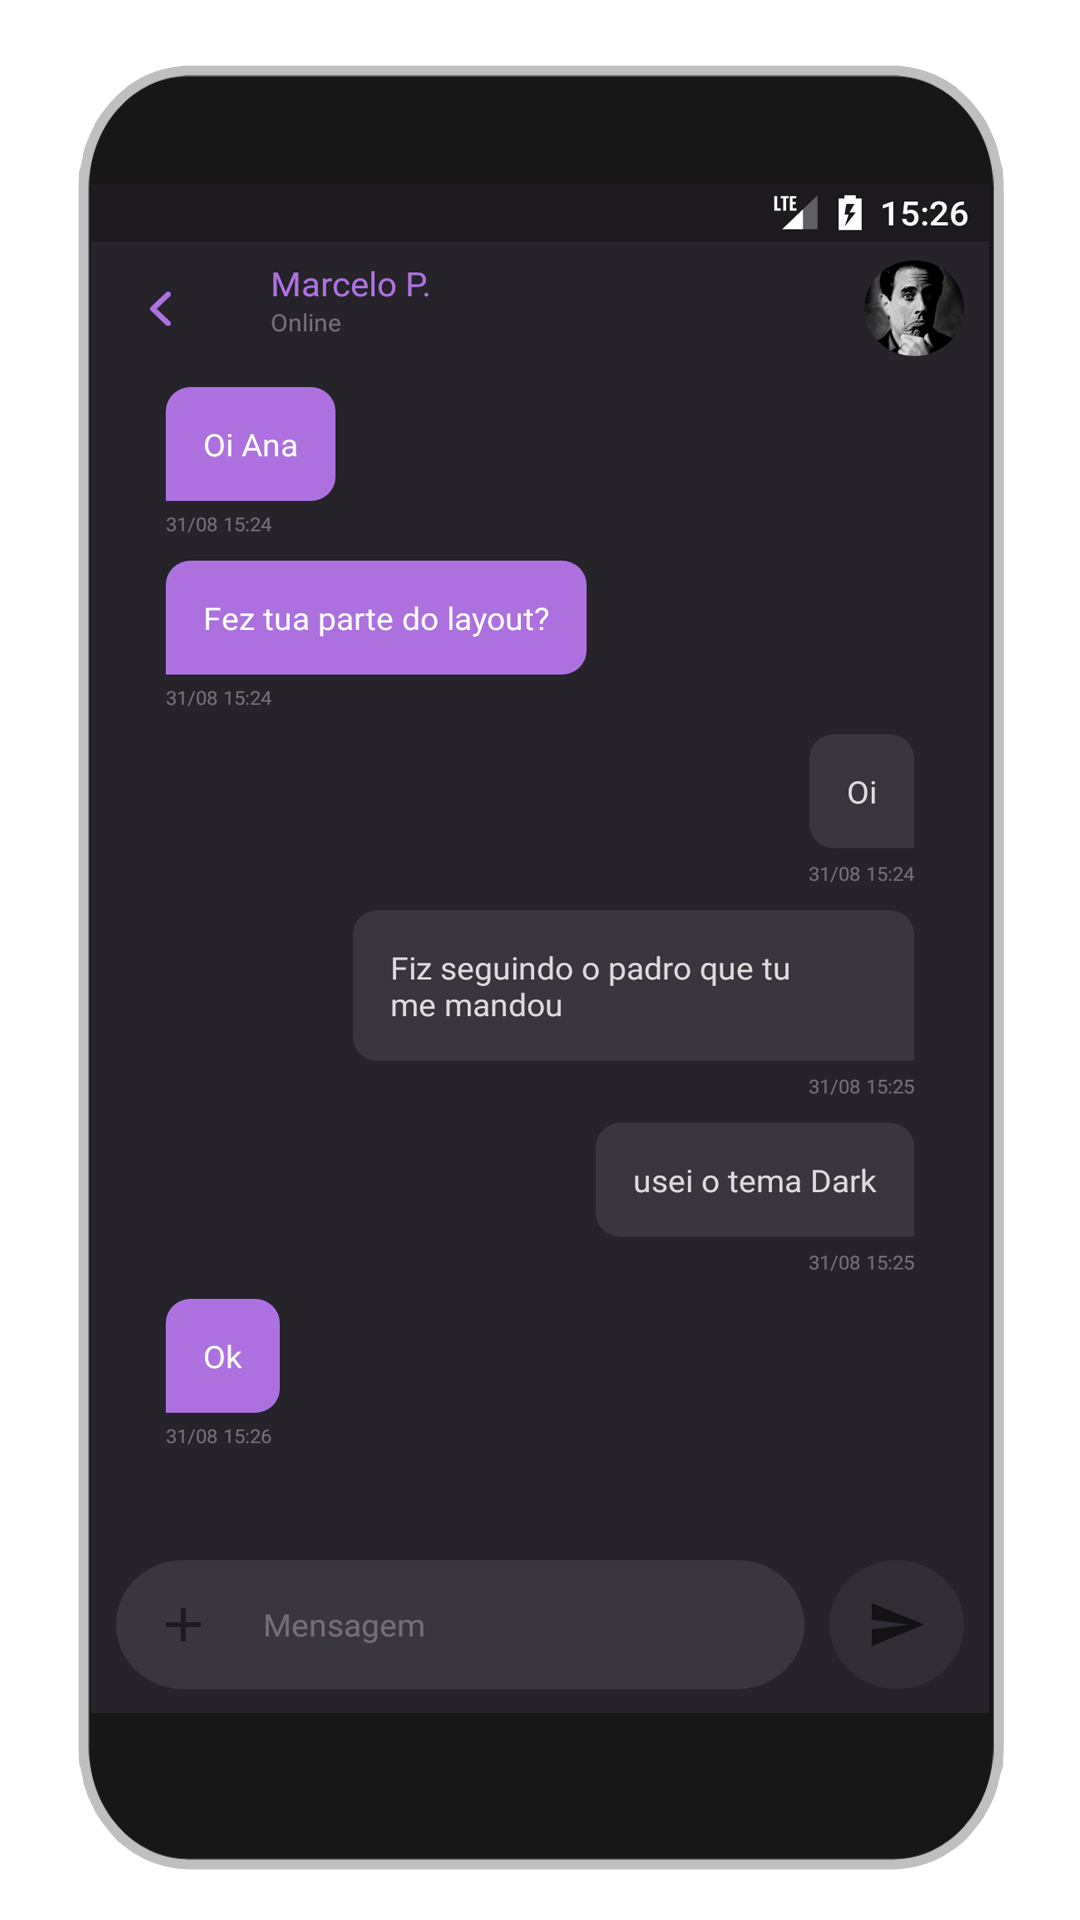 LTE 15:26
Marcelo P.
Online
Oi Ana
31/08 15:24
Fez tua parte do layout?
31/08 15:24
Oi
31/08 15:24
Fiz seguindo o padro que tu
me mandou
31/08 15:25
usei o tema Dark
31/08 15:25
Ok
31/08 15:26
Mensagem